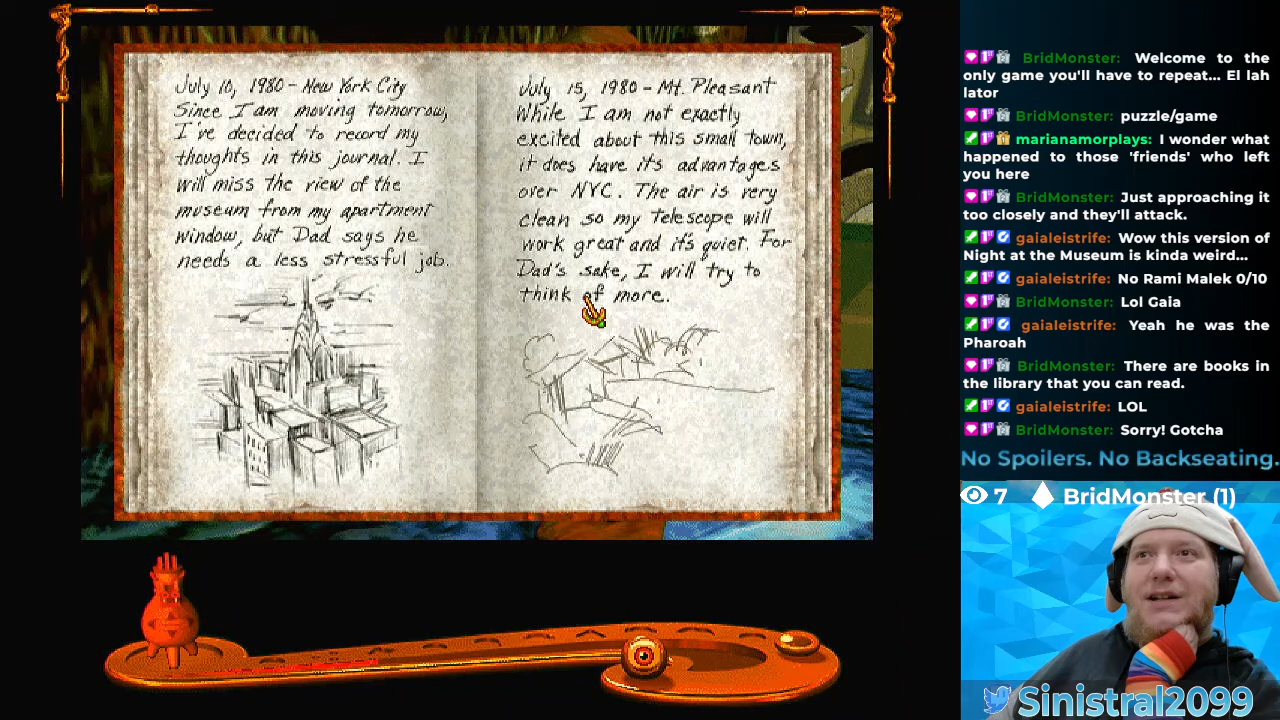 July 10, 1980 - New York City
Since I am moving tomorrow,
I've decided to record my
thoughts in this journal. I
will miss the view of the
museum from my apartment
window, but Dad says he
needs a less stressful job.
July 15, 1980 - Mt. Pleasant
While I am not exactly
excited about this small town,
it does have it's advantages
over NYC. The air is very
clean so my telescope will
work great and it's quiet. For
Dad's sake, I will try to
think of more.
BridMonster: Welcome to the
only game you'll have to repeat... El lah
lator
BridMonster: puzzle/game
marianamorplays: I wonder what
happened to those 'friends' who left
you here
BridMonster: Just approaching it
too closely and they'll attack.
gaialeistrife: Wow this version of
Night at the Museum is kinda weird...
gaialeistrife: No Rami Malek 0/10
BridMonster: Lol Gaia
gaialeistrife: Yeah he was the
Pharoah
BridMonster: There are books in
the library that you can read.
gaialeistrife: LOL
BridMonster: Sorry! Gotcha
No Spoilers. No Backseating.
7 BridMonster (1)
Sinistral2099